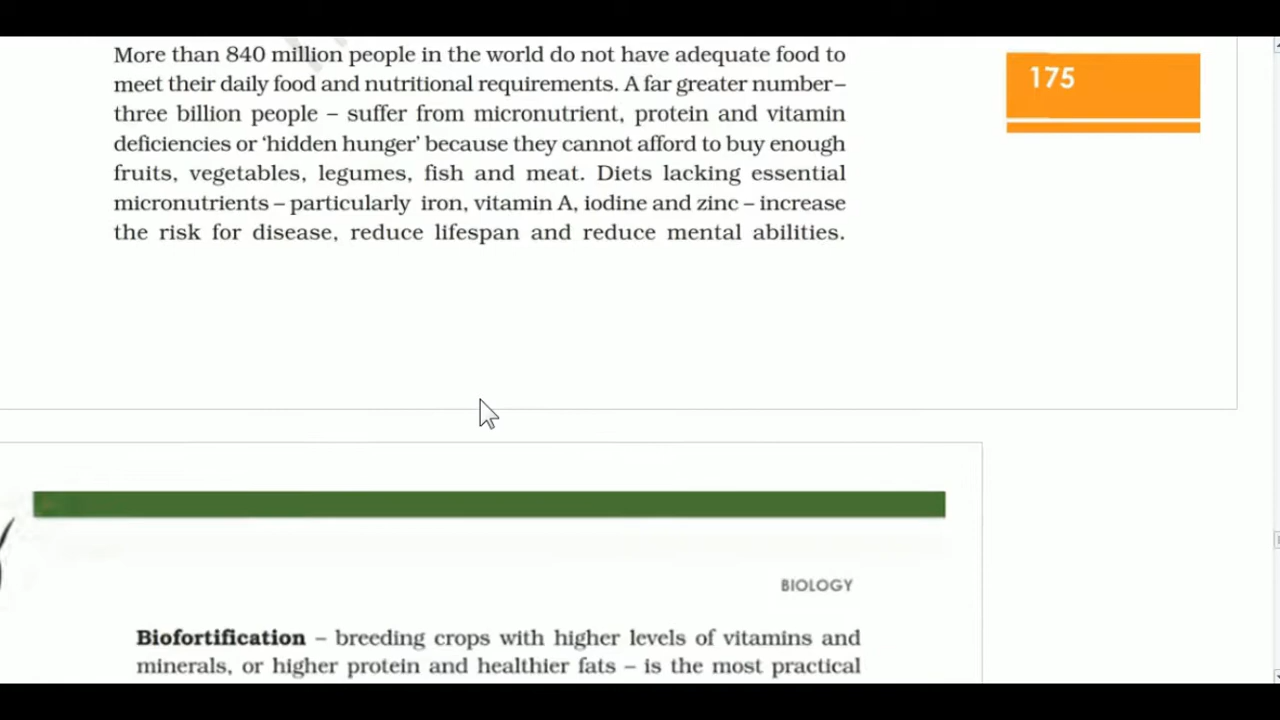 More than 840 million people in the world do not have adequate food to
meet their daily food and nutritional requirements. A far greater number–
three billion people – suffer from micronutrient, protein and vitamin
deficiencies or ‘hidden hunger’ because they cannot afford to buy enough
fruits, vegetables, legumes, fish and meat. Diets lacking essential
micronutrients – particularly iron, vitamin A, iodine and zinc – increase
the risk for disease, reduce lifespan and reduce mental abilities.
175
BIOLOGY
Biofortification – breeding crops with higher levels of vitamins and
minerals, or higher protein and healthier fats – is the most practical